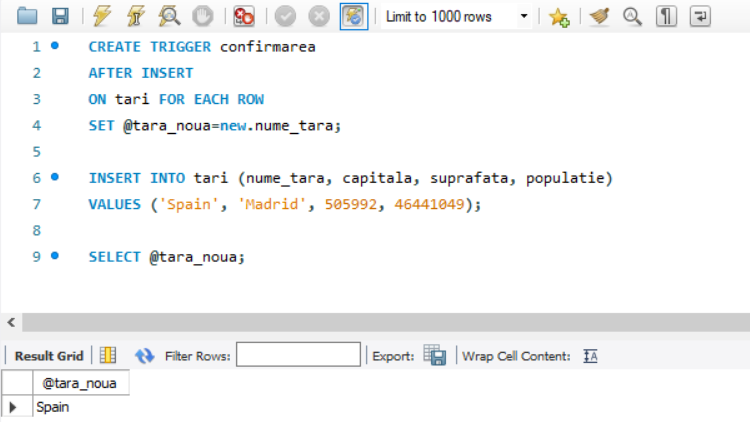 Limit to 1000 rows
1 CREATE TRIGGER confirmarea
2 AFTER INSERT
3 ON tari FOR EACH ROW
4 SET @tara_noua=new.nume_tara;
5
6 INSERT INTO tari (nume_tara, capitala, suprafata, populatie)
7 VALUES ('Spain', 'Madrid', 505992, 46441049);
8
9 SELECT @tara_noua;
Result Grid Filter Rows: Export: Wrap Cell Content: IA
@tara_noua
Spain